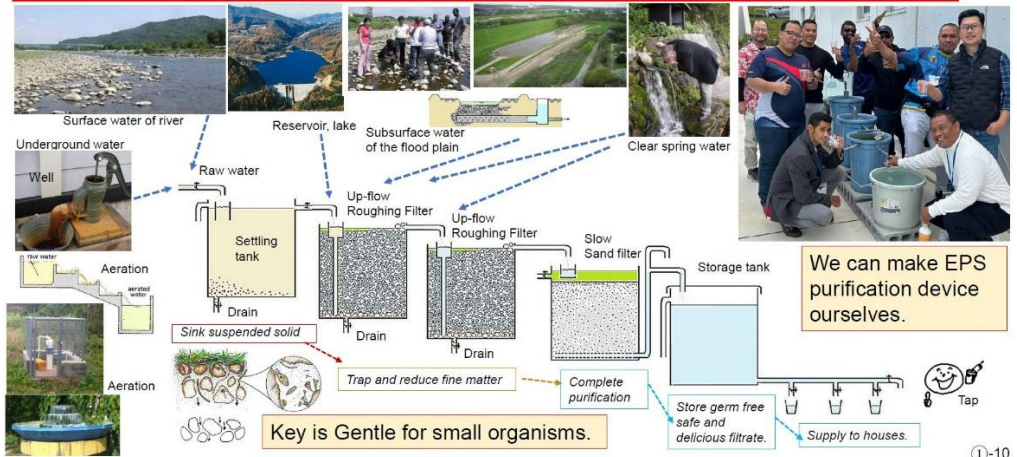 Surface water of river
Reservoir, lake
Subsurface water
of the flood plain
Clear spring water
Underground water
Well
Raw water
Up-flow
Roughing Filter
Up-flow
Roughing Filter
Settling
tank
Slow
Sand filter
Storage tank
We can make EPS
purification device
ourselves.
raw water
Aeration
aerated
water
Drain
Drain
Drain
Sink suspended solid
Trap and reduce fine matter
Complete
purification
Store germ free
safe and
delicious filtrate.
Supply to houses.
Tap
Aeration
Key is Gentle for small organisms.
①-10